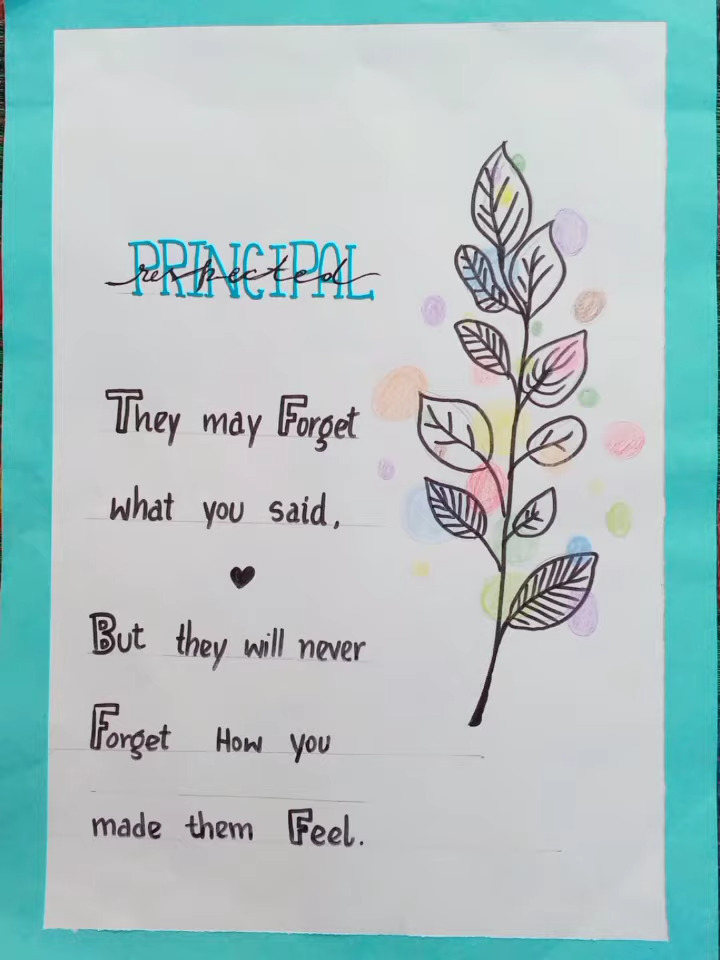 PRINCIPAL
respected
They may Forget
what you said,
But they will never
Forget How you
made them Feel.